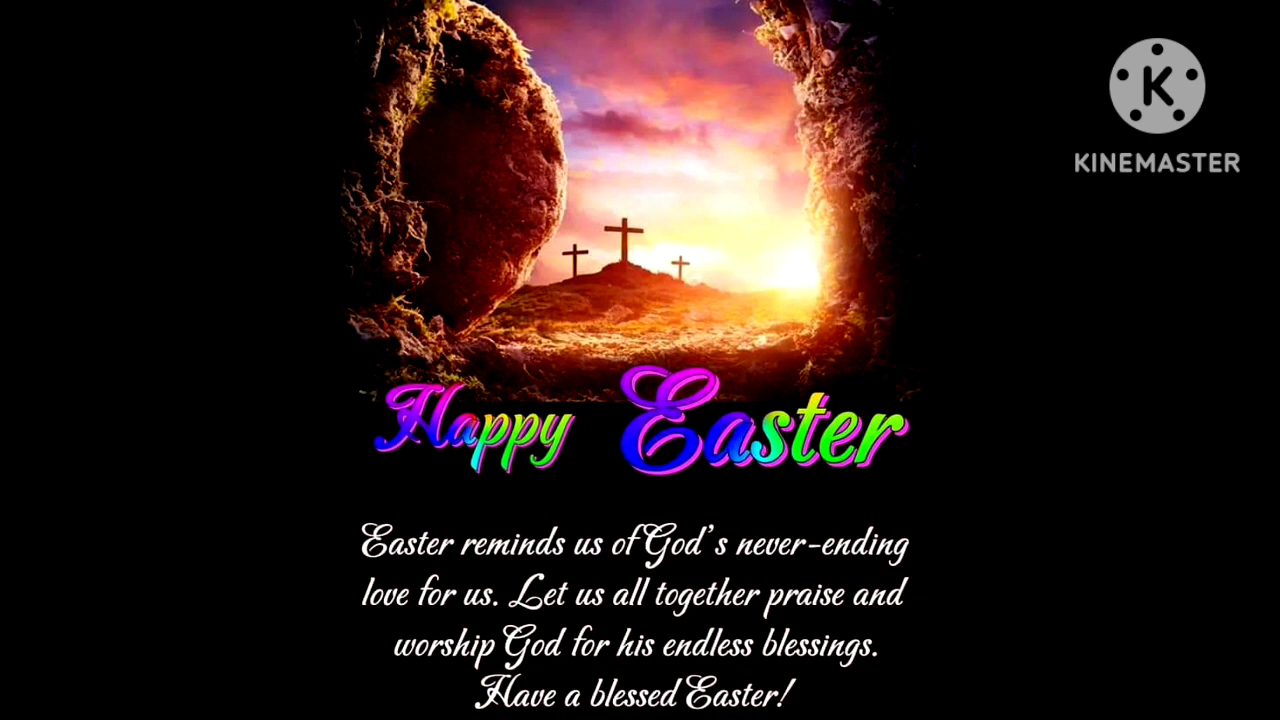 K
KINEMASTER
Happy Easter
Easter reminds us of God's never-ending
love for us. Let us all together praise and
worship God for his endless blessings.
Have a blessed Easter!